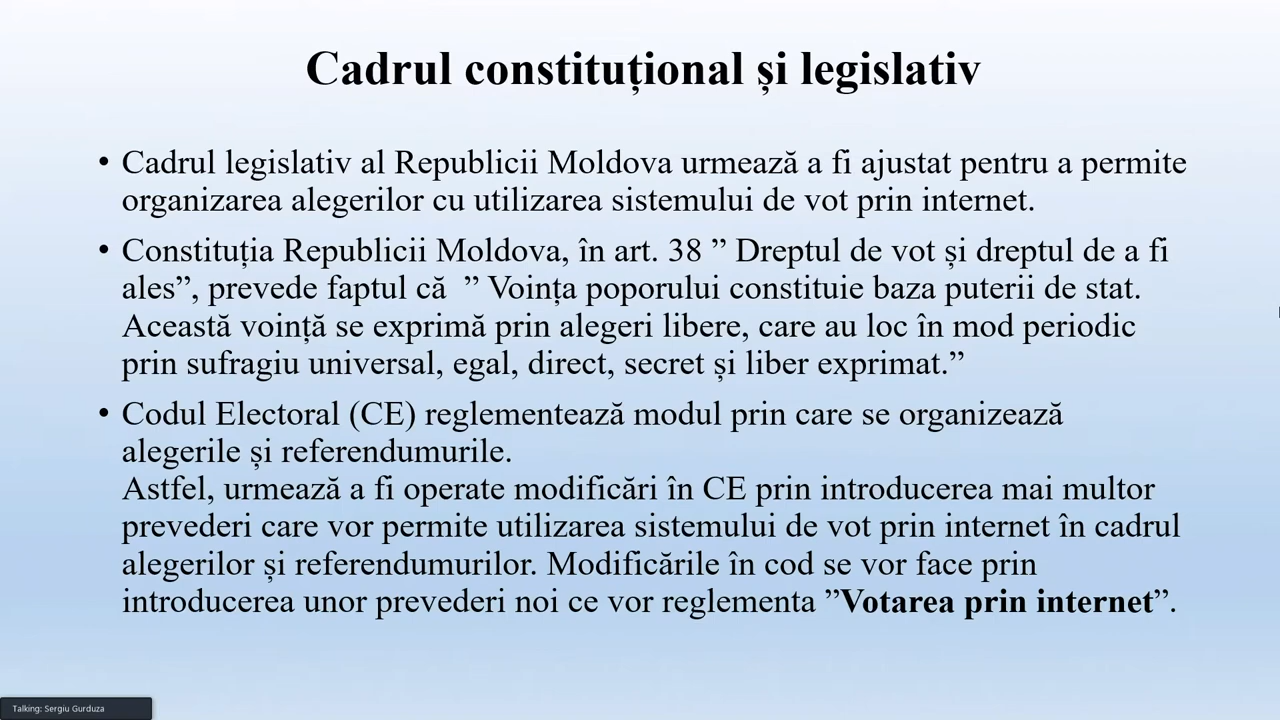 Cadrul constituțional și legislativ
• Cadrul legislativ al Republicii Moldova urmează a fi ajustat pentru a permite
organizarea alegerilor cu utilizarea sistemului de vot prin internet.
• Constituția Republicii Moldova, în art. 38 ” Dreptul de vot și dreptul de a fi
ales”, prevede faptul că ” Voința poporului constituie baza puterii de stat.
Această voință se exprimă prin alegeri libere, care au loc în mod periodic
prin sufragiu universal, egal, direct, secret și liber exprimat.”
• Codul Electoral (CE) reglementează modul prin care se organizează
alegerile și referendumurile.
Astfel, urmează a fi operate modificări în CE prin introducerea mai multor
prevederi care vor permite utilizarea sistemului de vot prin internet în cadrul
alegerilor și referendumurilor. Modificările în cod se vor face prin
introducerea unor prevederi noi ce vor reglementa ”Votarea prin internet”.
Talking: Sergiu Gurduza